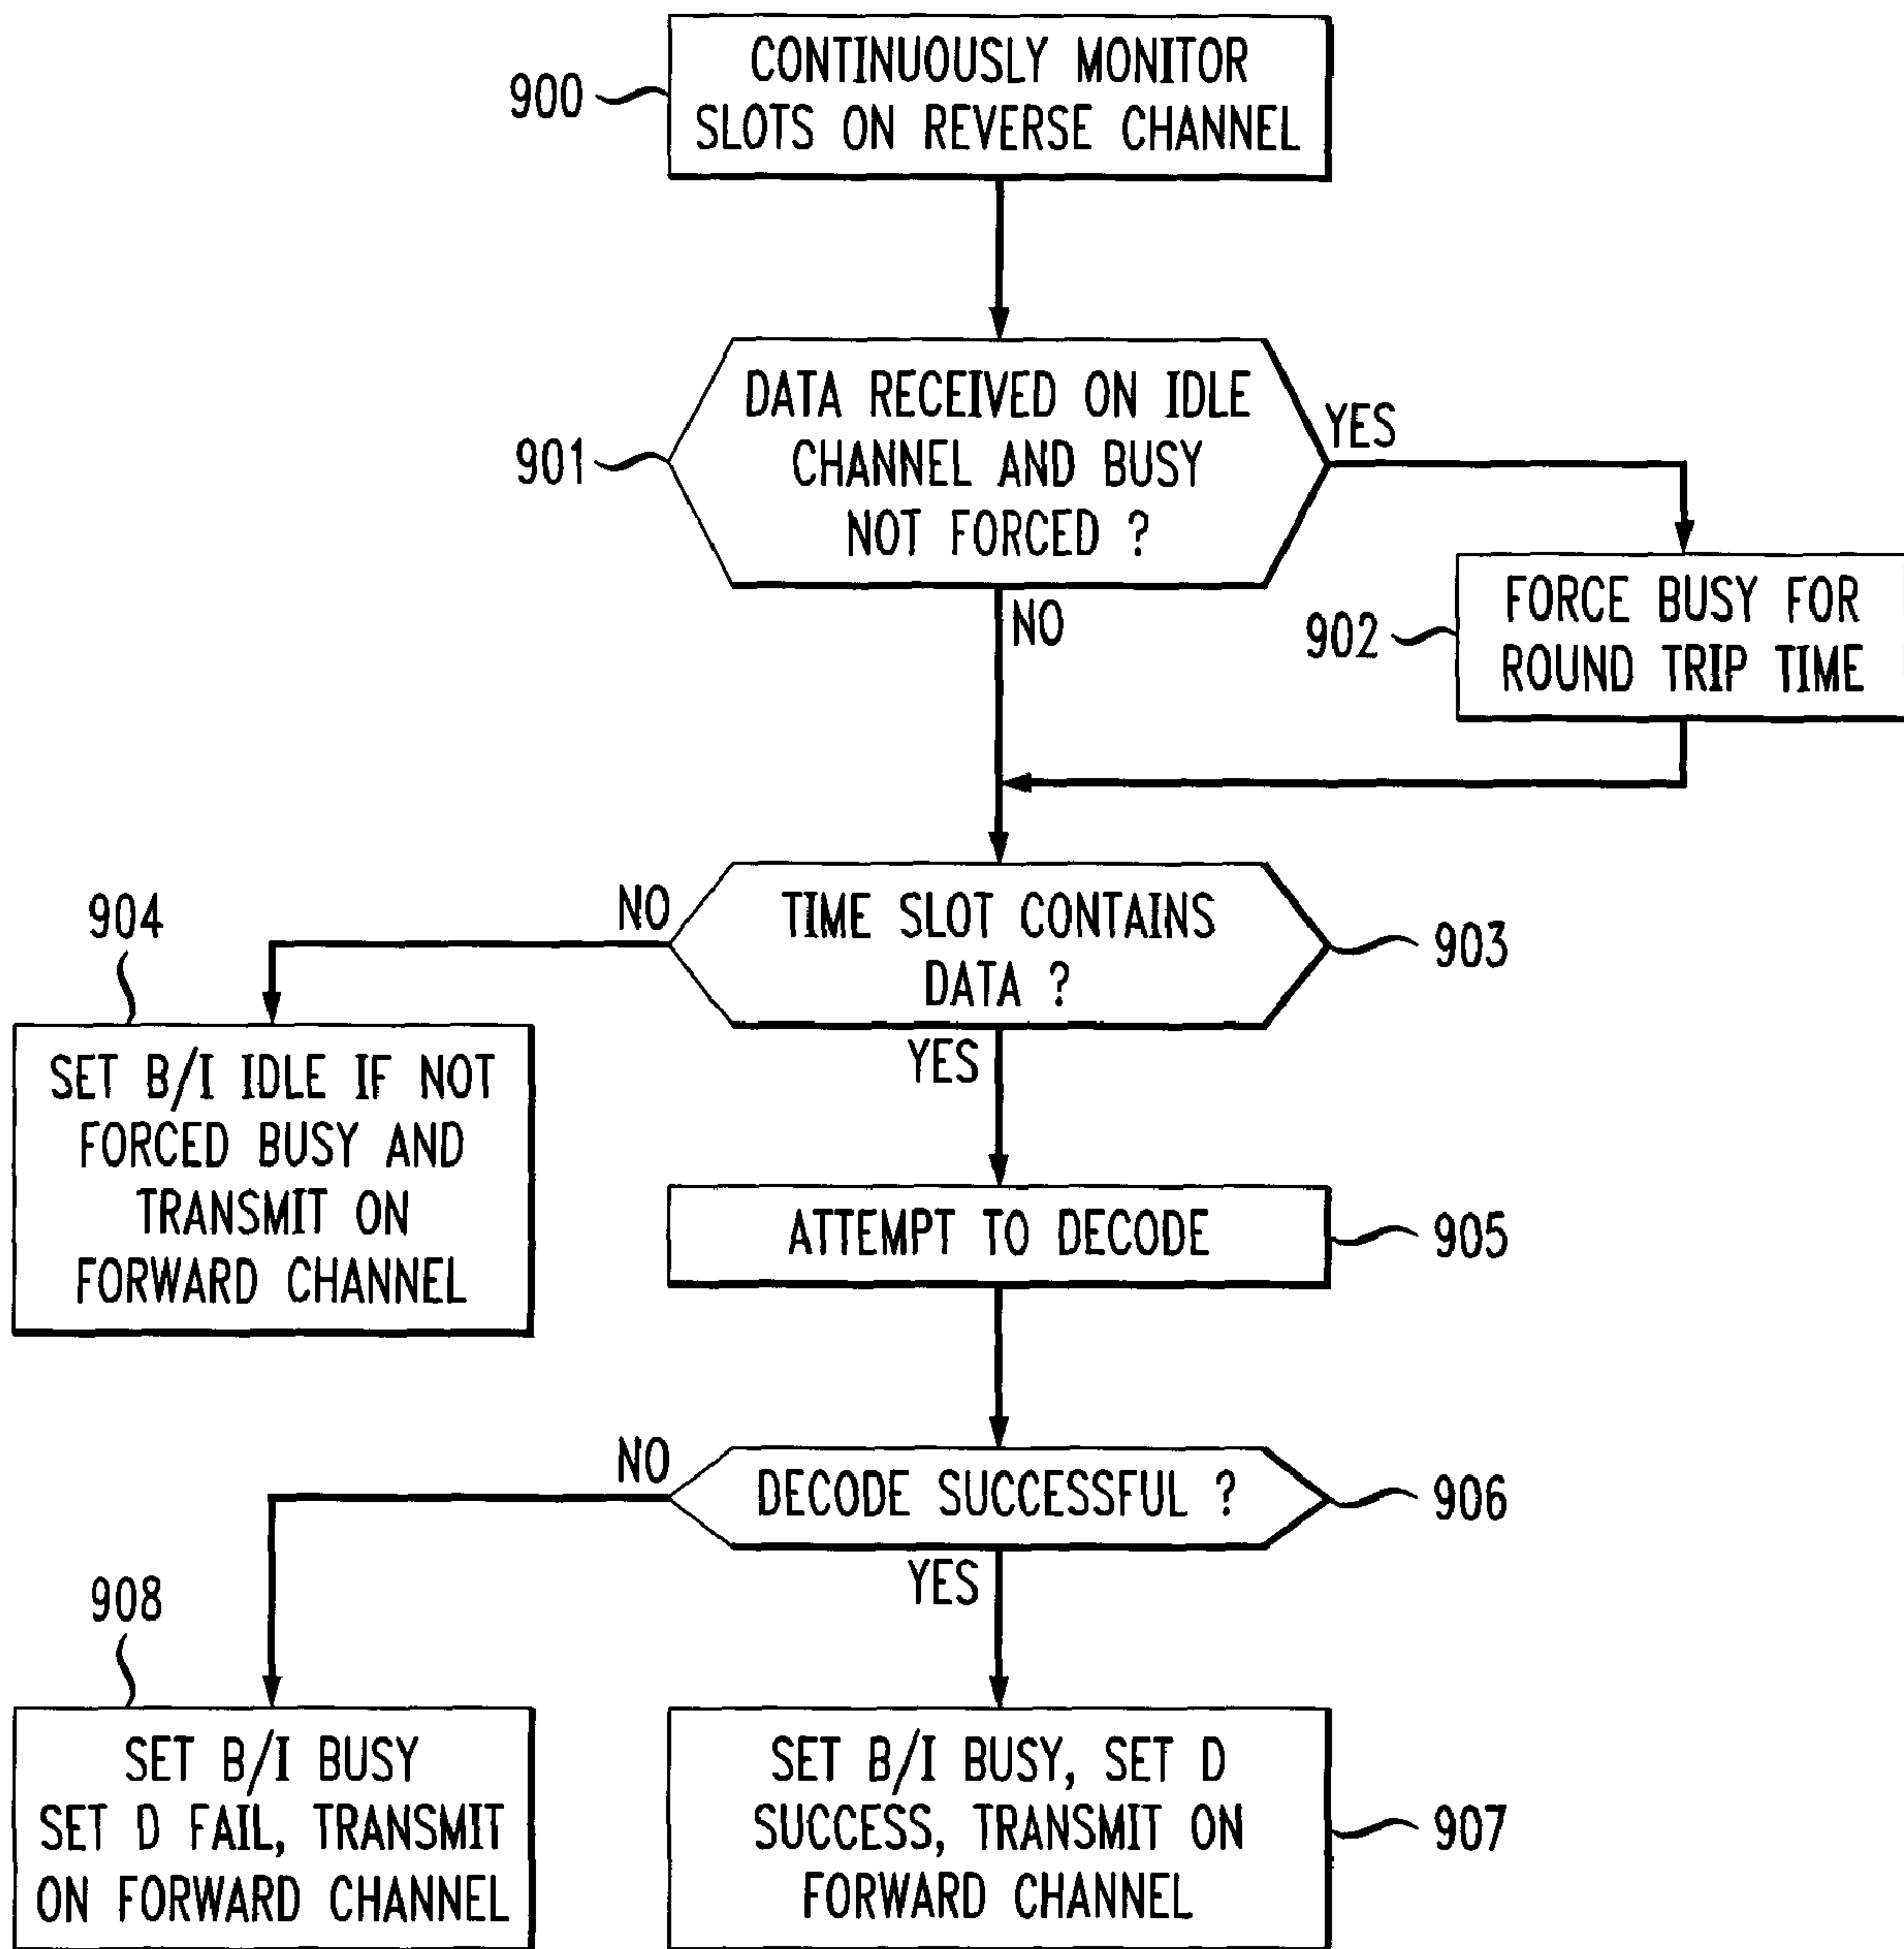 900
CONTINUOUSLY MONITOR
SLOTS ON REVERSE CHANNEL
901
DATA RECEIVED ON IDLE
CHANNEL AND BUSY
NOT FORCED ?
YES
NO
902
FORCE BUSY FOR
ROUND TRIP TIME
903
TIME SLOT CONTAINS
DATA ?
NO
YES
904
SET B/I IDLE IF NOT
FORCED BUSY AND
TRANSMIT ON
FORWARD CHANNEL
ATTEMPT TO DECODE
905
NO
DECODE SUCCESSFUL ?
906
YES
908
SET B/I BUSY
SET D FAIL, TRANSMIT
ON FORWARD CHANNEL
SET B/I BUSY, SET D
SUCCESS, TRANSMIT ON
FORWARD CHANNEL
907